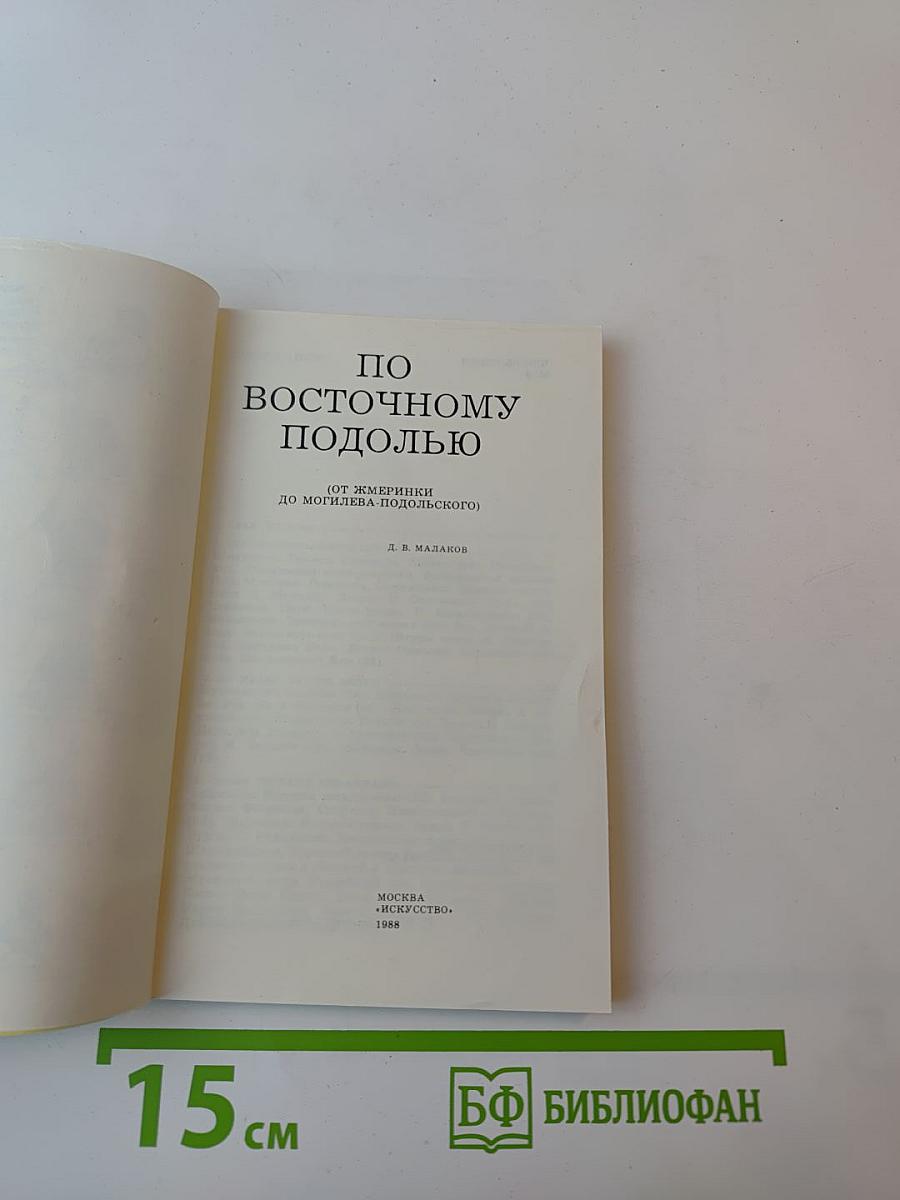 ПО
ВОСТОЧНОМУ
ПОДОЛЬЮ
(ОТ ЖМЕРИНКИ
ДО МОГИЛЕВА-ПОДОЛЬСКОГО)
Д. В. МАЛАКОВ
МОСКВА
«ИСКУССТВО»
1988
15 см
БФ БИБЛИОФАН